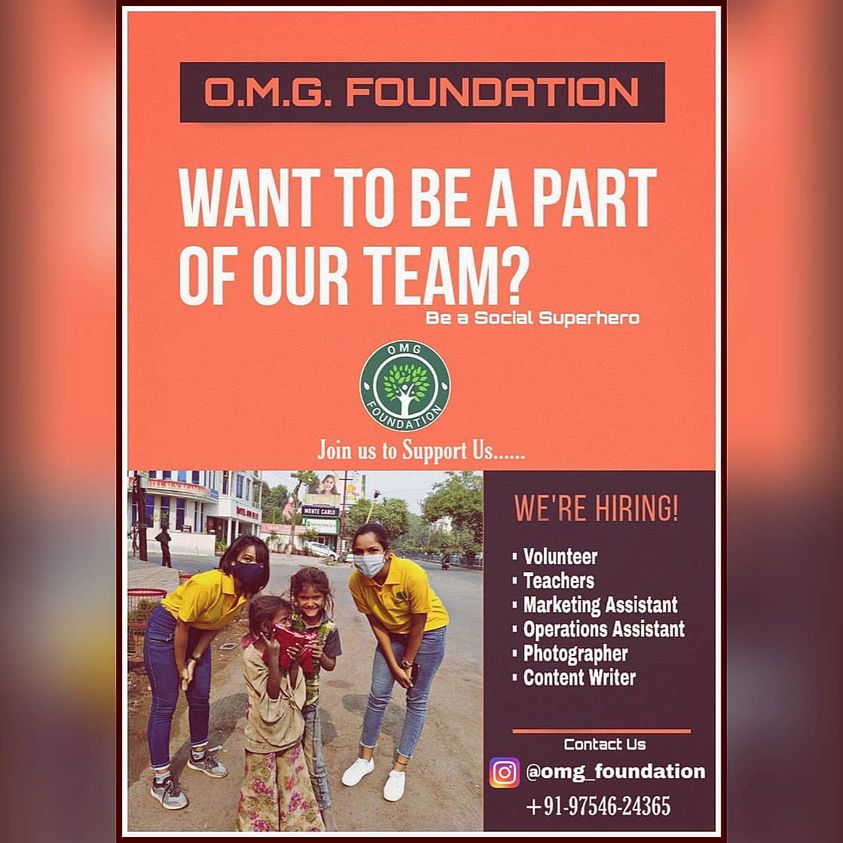 O.M.G. FOUNDATION
WANT TO BE A PART
OF OUR TEAM?
Be a Social Superhero
OMG
FOUNDATION
Join us to Support Us......
MONTE CARLO
WE'RE HIRING!
▪ Volunteer
▪ Teachers
▪ Marketing Assistant
▪ Operations Assistant
▪ Photographer
▪ Content Writer
Contact Us
@omg_foundation
+91-97546-24365